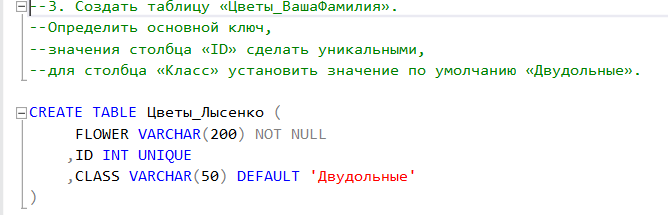 --3. Создать таблицу «Цветы_ВашаФамилия».
--Определить основной ключ,
--значения столбца «ID» сделать уникальными,
--для столбца «Класс» установить значение по умолчанию «Двудольные».
CREATE TABLE Цветы_Лысенко (
FLOWER VARCHAR(200) NOT NULL
,ID INT UNIQUE
,CLASS VARCHAR(50) DEFAULT 'Двудольные'
)